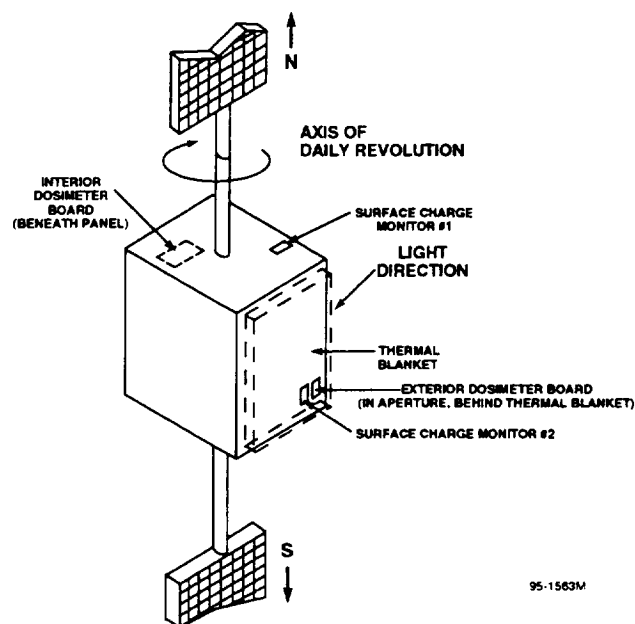 N
AXIS OF
DAILY REVOLUTION
INTERIOR
DOSIMETER
BOARD
(BENEATH PANEL)
SURFACE CHARGE
MONITOR #1
LIGHT
DIRECTION
THERMAL
BLANKET
EXTERIOR DOSIMETER BOARD
(IN APERTURE, BEHIND THERMAL BLANKET)
SURFACE CHARGE MONITOR #2
S
95-1563M